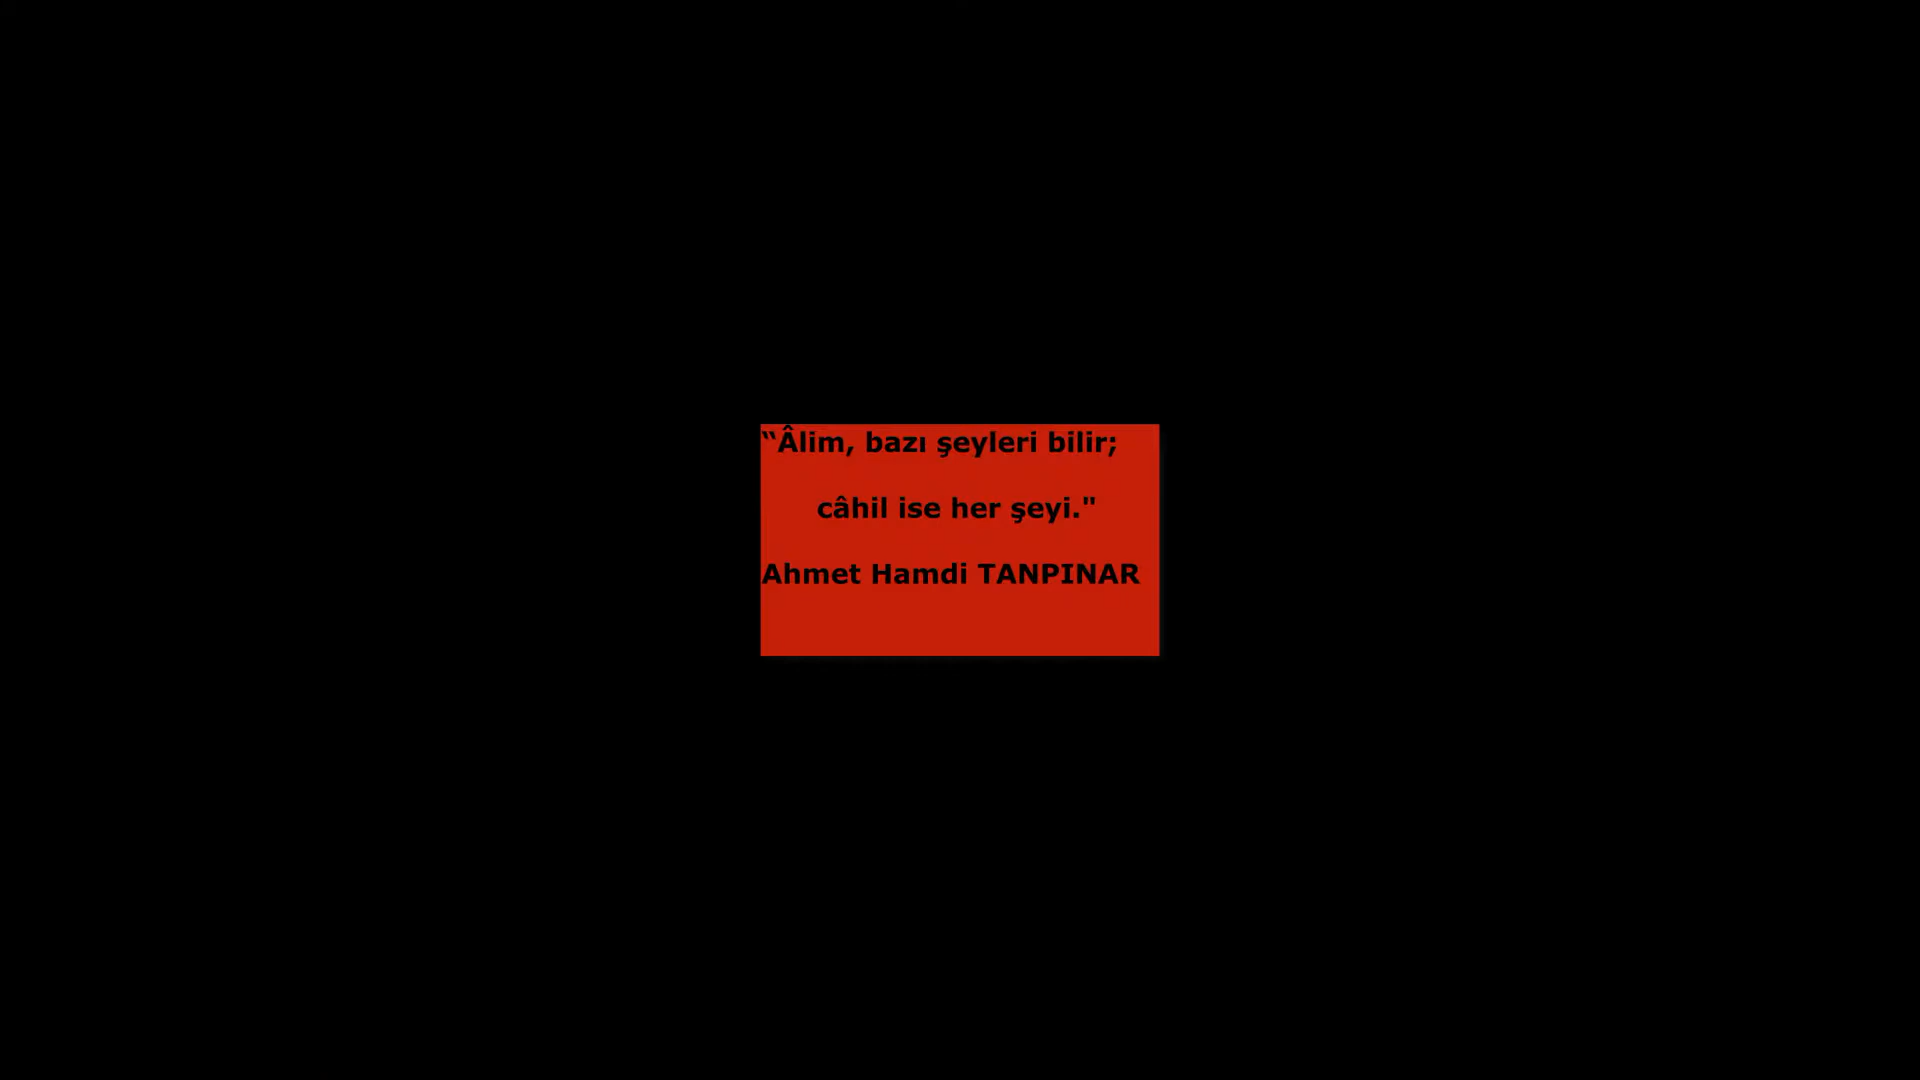 “Âlim, bazı şeyleri bilir;
câhil ise her şeyi."
Ahmet Hamdi TANPINAR